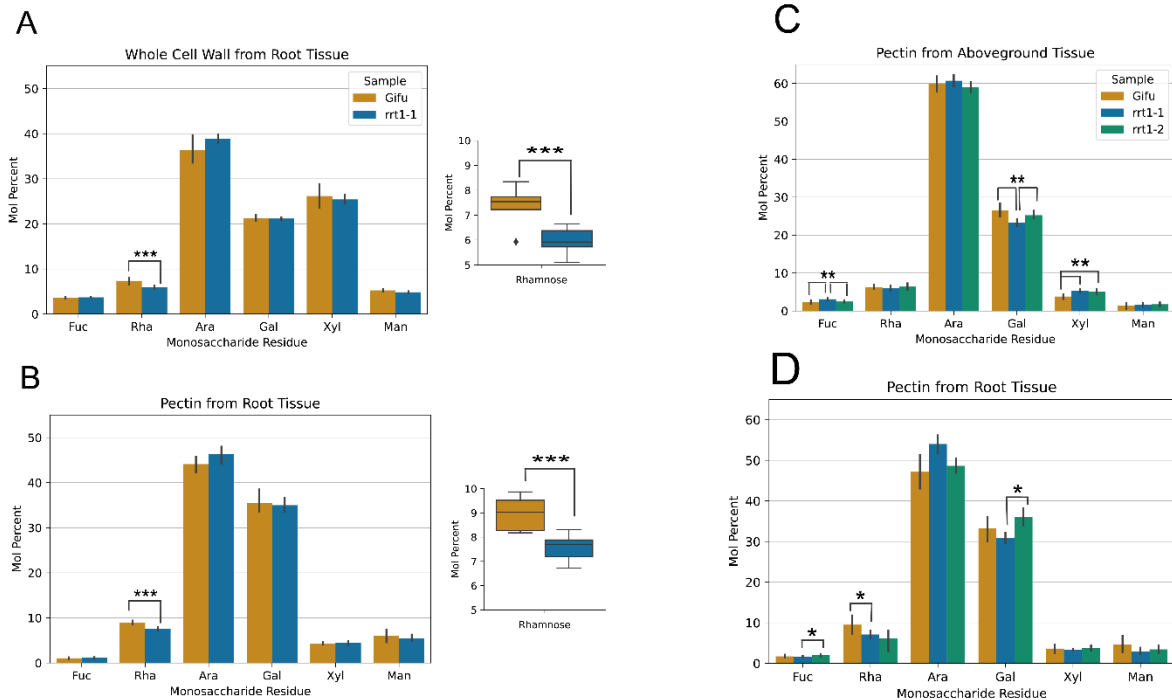 A
Whole Cell Wall from Root Tissue
Mol Percent
50
40
30
20
10
0
Sample
Gifu
rrt1-1
***
Fuc Rha Ara Gal Xyl Man
Monosaccharide Residue
***
Mol Percent
10
9
8
7
6
5
Rhamnose
B
Pectin from Root Tissue
Mol Percent
50
40
30
20
10
0
***
Fuc Rha Ara Gal Xyl Man
Monosaccharide Residue
***
Mol Percent
10
9
8
7
6
5
Rhamnose
C
Pectin from Aboveground Tissue
Mol Percent
60
50
40
30
20
10
0
Sample
Gifu
rrt1-1
rrt1-2
**
**
**
Fuc Rha Ara Gal Xyl Man
Monosaccharide Residue
D
Pectin from Root Tissue
Mol Percent
60
50
40
30
20
10
0
*
*
*
Fuc Rha Ara Gal Xyl Man
Monosaccharide Residue